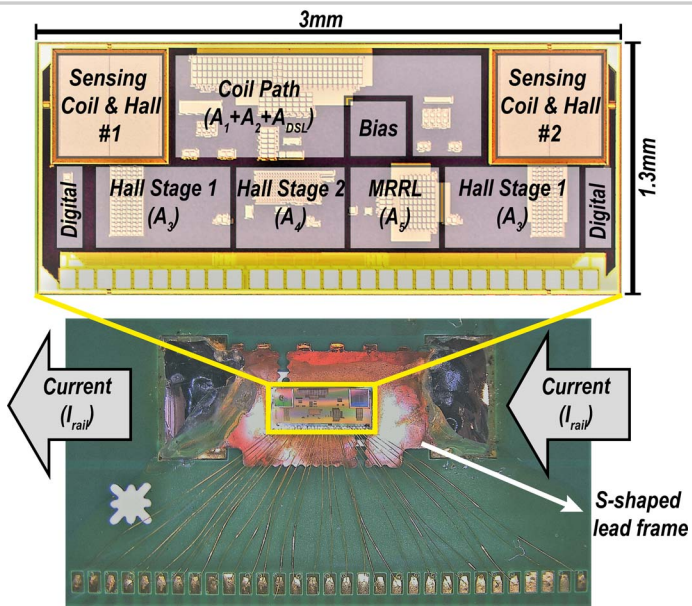 3mm
1.3mm
Sensing
Coil & Hall
#1
Coil Path
(A1+A2+ADSL)
Bias
Sensing
Coil & Hall
#2
Digital
Hall Stage 1
(A3)
Hall Stage 2
(A4)
MRRL
(A5)
Hall Stage 1
(A3)
Digital
Current
(Irail)
Current
(Irail)
S-shaped
lead frame